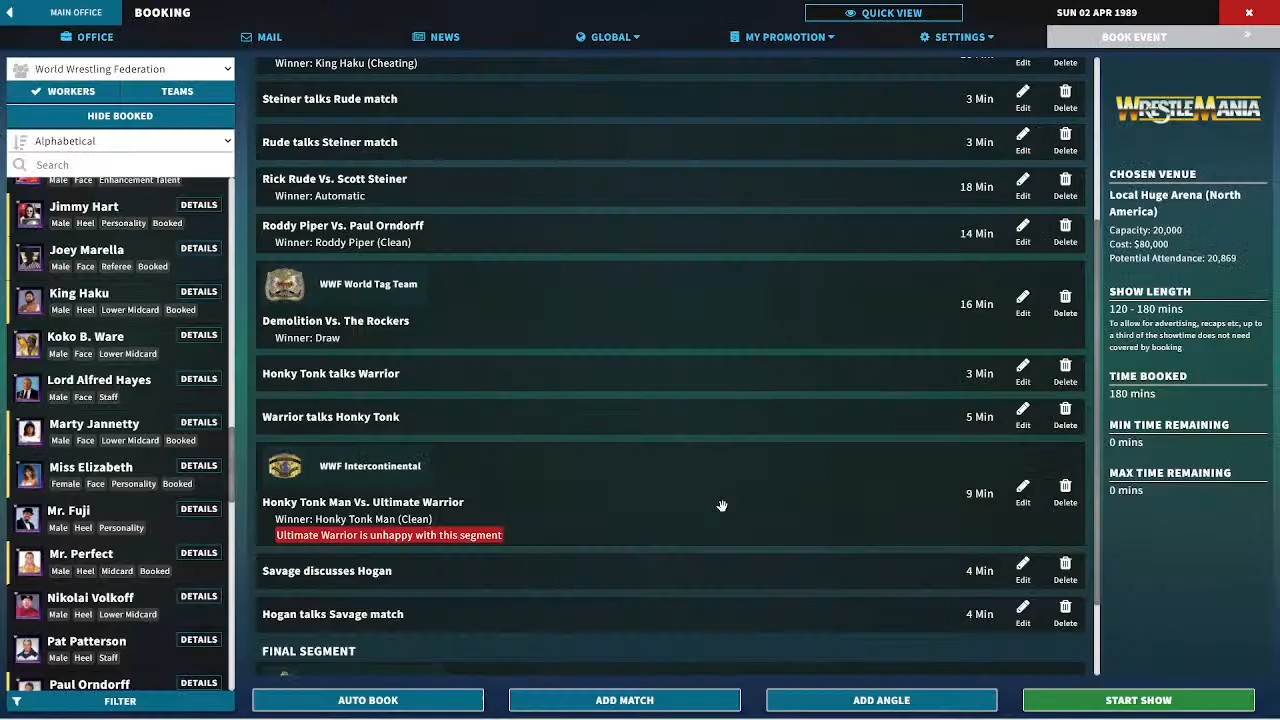 MAIN OFFICE
BOOKING
QUICK VIEW
SUN 02 APR 1989
OFFICE
MAIL
NEWS
GLOBAL
MY PROMOTION
SETTINGS
BOOK EVENT
World Wrestling Federation
WORKERS
TEAMS
HIDE BOOKED
Alphabetical
Search
Male Face Enhancement Talent
Jimmy Hart
DETAILS
Male Heel Personality Booked
Joey Marella
DETAILS
Male Face Referee Booked
King Haku
DETAILS
Male Heel Lower Midcard Booked
Koko B. Ware
DETAILS
Male Face Lower Midcard
Lord Alfred Hayes
DETAILS
Male Face Staff
Marty Jannetty
DETAILS
Male Face Lower Midcard Booked
Miss Elizabeth
DETAILS
Female Face Personality Booked
Mr. Fuji
DETAILS
Male Heel Personality
Mr. Perfect
DETAILS
Male Heel Midcard Booked
Nikolai Volkoff
DETAILS
Male Heel Lower Midcard
Pat Patterson
DETAILS
Male Heel Staff
Paul Orndorff
DETAILS
FILTER
Winner: King Haku (Cheating)
Edit
Delete
Steiner talks Rude match
3 Min
Edit
Delete
Rude talks Steiner match
3 Min
Edit
Delete
Rick Rude Vs. Scott Steiner
Winner: Automatic
18 Min
Edit
Delete
Roddy Piper Vs. Paul Orndorff
Winner: Roddy Piper (Clean)
14 Min
Edit
Delete
WWF World Tag Team
Demolition Vs. The Rockers
Winner: Draw
16 Min
Edit
Delete
Honky Tonk talks Warrior
3 Min
Edit
Delete
Warrior talks Honky Tonk
5 Min
Edit
Delete
WWF Intercontinental
Honky Tonk Man Vs. Ultimate Warrior
Winner: Honky Tonk Man (Clean)
Ultimate Warrior is unhappy with this segment
9 Min
Edit
Delete
Savage discusses Hogan
4 Min
Edit
Delete
Hogan talks Savage match
4 Min
Edit
Delete
FINAL SEGMENT
AUTO BOOK
ADD MATCH
ADD ANGLE
START SHOW
WRESTLEMANIA
CHOSEN VENUE
Local Huge Arena (North
America)
Capacity: 20,000
Cost: $80,000
Potential Attendance: 20,869
SHOW LENGTH
120 - 180 mins
To allow for advertising, recaps etc, up to
a third of the showtime does not need
covered by booking
TIME BOOKED
180 mins
MIN TIME REMAINING
0 mins
MAX TIME REMAINING
0 mins